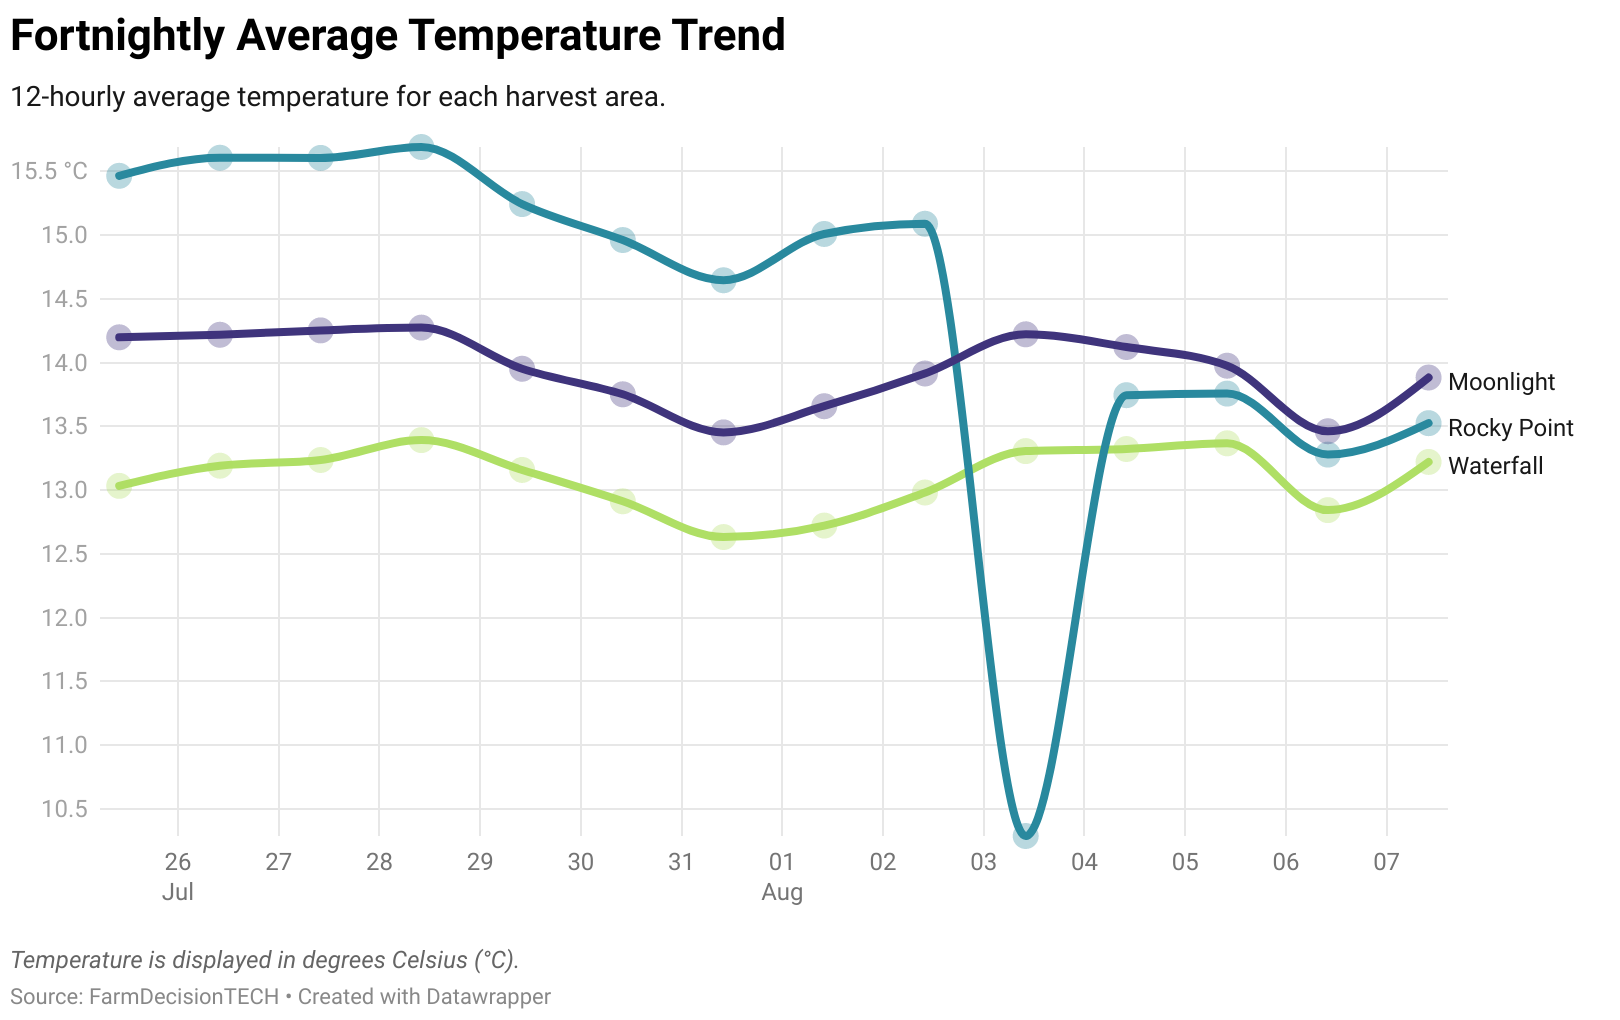 Fortnightly Average Temperature Trend
12-hourly average temperature for each harvest area.
15.5 °C
15.0
14.5
14.0
13.5
13.0
12.5
12.0
11.5
11.0
10.5
Moonlight
Rocky Point
Waterfall
26 27 28 29 30 31 01 02 03 04 05 06 07
Jul Aug
Temperature is displayed in degrees Celsius (°C).
Source: FarmDecisionTECH • Created with Datawrapper